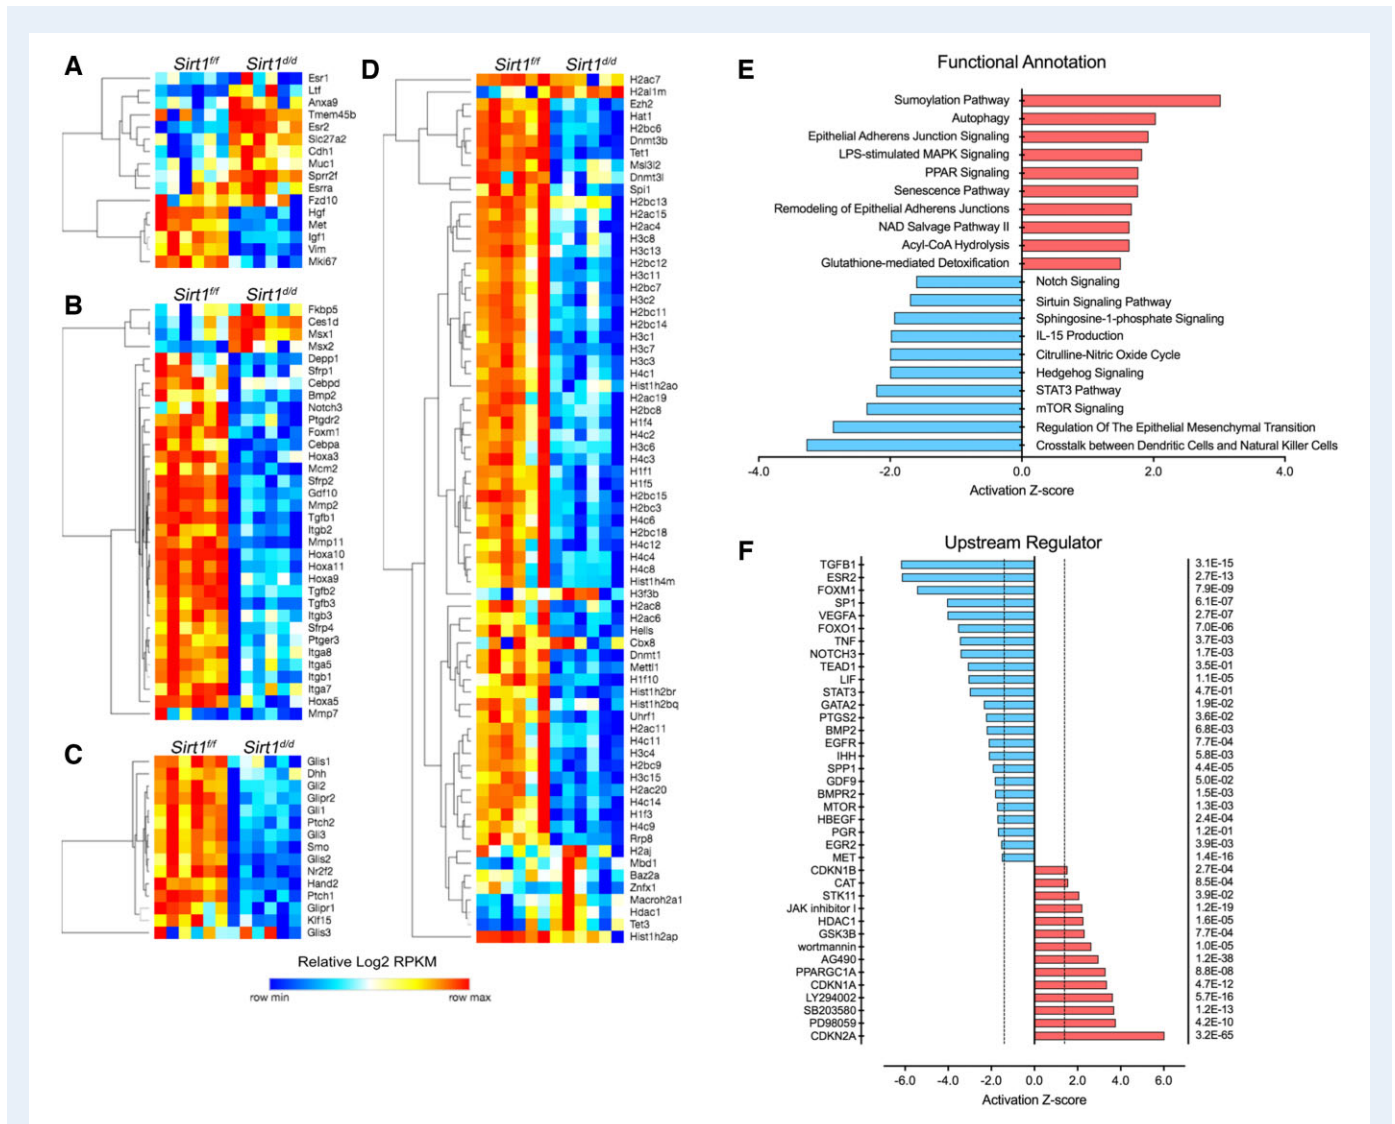 A
Sirt1f/f
Sirt1d/d
Esr1
Ltf
Anxa9
Tmem45b
Esr2
Slc27a2
Cdh1
Muc1
Sprr2f
Esrra
Fzd10
Hgf
Met
Igf1
Vim
Mki67
B
Sirt1f/f
Sirt1d/d
Fkbp5
Ces1d
Msx1
Msx2
Depp1
Sfrp1
Cebpd
Bmp2
Notch3
Ptgdr2
Foxm1
Cebpa
Hoxa3
Mcm2
Sfrp2
Gdf10
Mmp2
Tgfb1
Itgb2
Mmp11
Hoxa10
Hoxa11
Hoxa9
Tgfb2
Tgfb3
Itgb3
Sfrp4
Ptger3
Itga8
Itga5
Itgb1
Itga7
Hoxa5
Mmp7
C
Sirt1f/f
Sirt1d/d
Glis1
Dhh
Gli2
Glipr2
Gli1
Ptch2
Gli3
Smo
Glis2
Nr2f2
Hand2
Ptch1
Glipr1
Klf15
Glis3
Relative Log2 RPKM
row min
row max
D
Sirt1f/f
Sirt1d/d
H2ac7
H2al1m
Ezh2
Hat1
H2bc6
Dnmt3b
Tet1
Msl3l2
Dnmt3l
Spi1
H2bc13
H2ac15
H2ac4
H3c8
H3c13
H2bc12
H3c11
H2bc7
H3c2
H2bc11
H2bc14
H3c1
H3c7
H3c3
H4c1
Hist1h2ao
H2ac19
H2bc8
H1f4
H4c2
H3c6
H4c3
H1f1
H1f5
H2bc15
H2bc3
H4c6
H2bc18
H4c12
H4c4
H4c8
Hist1h4m
H3f3b
H2ac8
H2ac6
Hells
Cbx8
Dnmt1
Mettl1
H1f10
Hist1h2br
Hist1h2bq
Uhrf1
H2ac11
H4c11
H3c4
H2bc9
H3c15
H2ac20
H4c14
H1f3
H4c9
Rrp8
H2aj
Mbd1
Baz2a
Znfx1
Macroh2a1
Hdac1
Tet3
Hist1h2ap
E
Functional Annotation
Sumoylation Pathway
Autophagy
Epithelial Adherens Junction Signaling
LPS-stimulated MAPK Signaling
PPAR Signaling
Senescence Pathway
Remodeling of Epithelial Adherens Junctions
NAD Salvage Pathway II
Acyl-CoA Hydrolysis
Glutathione-mediated Detoxification
Notch Signaling
Sirtuin Signaling Pathway
Sphingosine-1-phosphate Signaling
IL-15 Production
Citrulline-Nitric Oxide Cycle
Hedgehog Signaling
STAT3 Pathway
mTOR Signaling
Regulation Of The Epithelial Mesenchymal Transition
Crosstalk between Dendritic Cells and Natural Killer Cells
-4.0 -2.0 0.0 2.0 4.0
Activation Z-score
F
Upstream Regulator
TGFB1 3.1E-15
ESR2 2.7E-13
FOXM1 7.9E-09
SP1 6.1E-07
VEGFA 2.7E-07
FOXO1 7.0E-06
TNF 3.7E-03
NOTCH3 1.7E-03
TEAD1 3.5E-01
LIF 1.1E-05
STAT3 4.7E-01
GATA2 1.9E-02
PTGS2 3.6E-02
BMP2 6.8E-03
EGFR 7.7E-04
IHH 5.8E-03
SPP1 4.4E-05
GDF9 5.0E-02
BMPR2 1.5E-03
MTOR 1.3E-03
HBEGF 2.4E-04
PGR 1.2E-01
EGR2 3.9E-03
MET 1.4E-16
CDKN1B 2.7E-04
CAT 8.5E-04
STK11 3.9E-02
JAK inhibitor I 1.2E-19
HDAC1 1.6E-05
GSK3B 7.7E-04
wortmannin 1.0E-05
AG490 1.2E-38
PPARGC1A 8.8E-08
CDKN1A 4.7E-12
LY294002 5.7E-16
SB203580 1.2E-13
PD98059 4.2E-10
CDKN2A 3.2E-65
-6.0 -4.0 -2.0 0.0 2.0 4.0 6.0
Activation Z-score